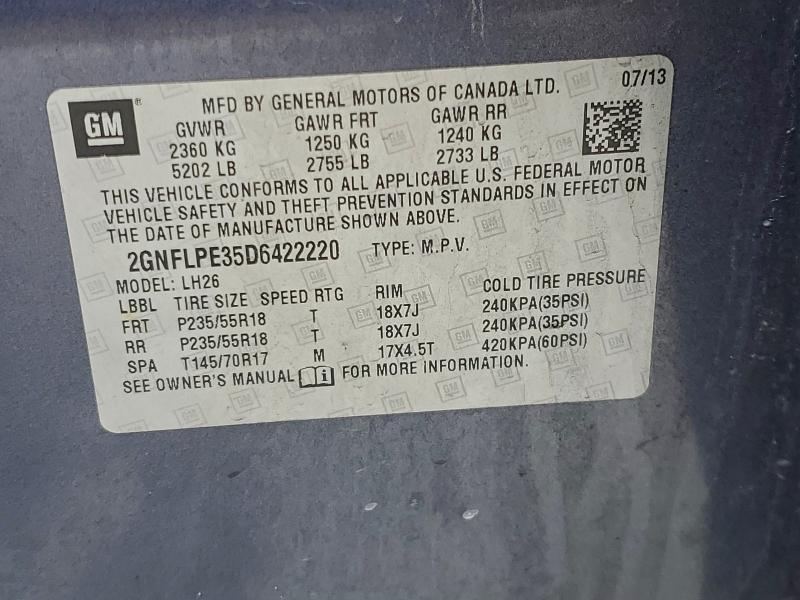 07/13
GM
MFD BY GENERAL MOTORS OF CANADA LTD.
GVWR GAWR FRT GAWR RR
2360 KG 1250 KG 1240 KG
5202 LB 2755 LB 2733 LB
THIS VEHICLE CONFORMS TO ALL APPLICABLE U.S. FEDERAL MOTOR
VEHICLE SAFETY AND THEFT PREVENTION STANDARDS IN EFFECT ON
THE DATE OF MANUFACTURE SHOWN ABOVE.
2GNFLPE35D6422220 TYPE: M.P.V.
MODEL: LH26
LBBL TIRE SIZE SPEED RTG RIM COLD TIRE PRESSURE
FRT P235/55R18 T 18X7J 240KPA(35PSI)
RR P235/55R18 T 18X7J 240KPA(35PSI)
SPA T145/70R17 M 17X4.5T 420KPA(60PSI)
SEE OWNER'S MANUAL FOR MORE INFORMATION.